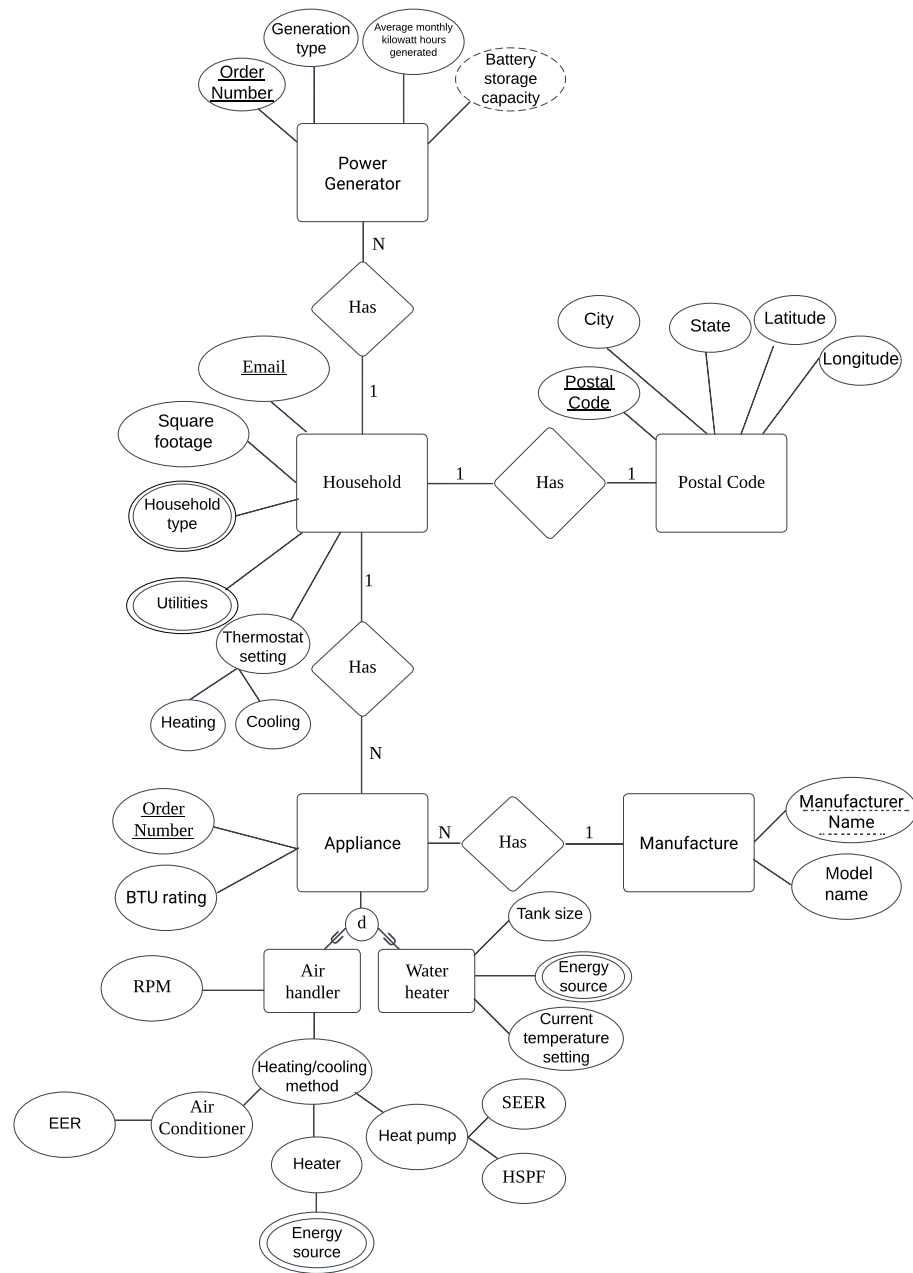 Generation
type
Average monthly
kilowatt hours
generated
Order
Number
Battery
storage
capacity
Power
Generator
N
Has
1
Email
Square
footage
Household
type
Utilities
Thermostat
setting
Heating
Cooling
Household
1
Has
1
City
State
Latitude
Longitude
Postal
Code
Postal Code
1
Has
N
Order
Number
BTU rating
Appliance
N
Has
1
Manufacture
Manufacturer
Name
Model
name
d
Air
handler
Water
heater
Tank size
Energy
source
Current
temperature
setting
RPM
Heating/cooling
method
EER
Air
Conditioner
Heater
Energy
source
Heat pump
SEER
HSPF